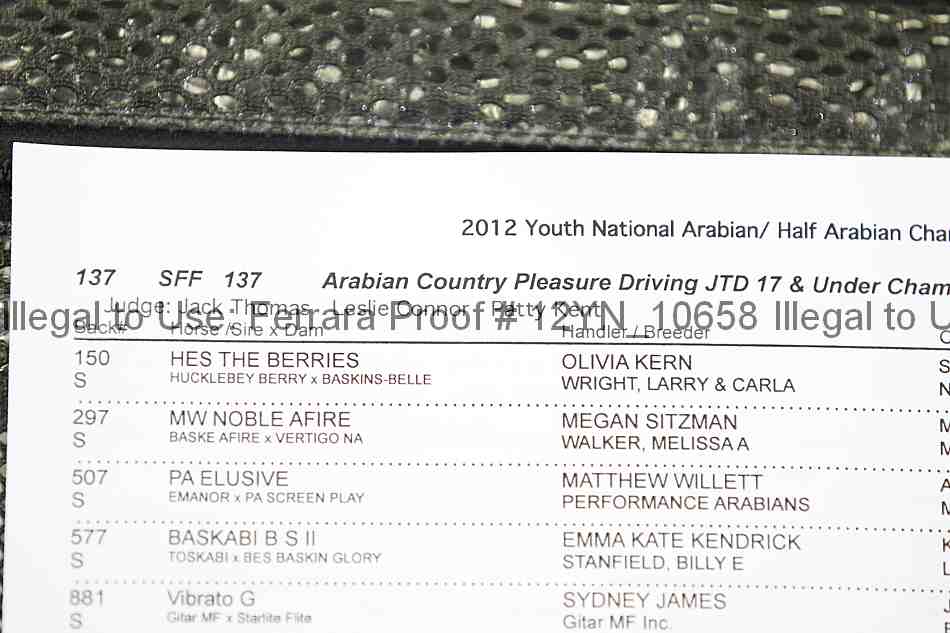 2012 Youth National Arabian/ Half Arabian
137 SFF 137 Arabian Country Pleasure Driving JTD 17 & Under
Judge: Jack Thomas Leslie Connor Patty Kent
Illegal to Use Ferrara Proof # 12YN_10658 Illegal to
Back# Horse /Sire x Dam Handler / Breeder
150 HES THE BERRIES OLIVIA KERN
S HUCKLEBEY BERRY x BASKINS-BELLE WRIGHT, LARRY & CARLA
297 MW NOBLE AFIRE MEGAN SITZMAN
S BASKE AFIRE x VERTIGO NA WALKER, MELISSA A
507 PA ELUSIVE MATTHEW WILLETT
S EMANOR x PA SCREEN PLAY PERFORMANCE ARABIANS
577 BASKABI B S II EMMA KATE KENDRICK
S TOSKABI x BES BASKIN GLORY STANFIELD, BILLY E
881 Vibrato G SYDNEY JAMES
S Gitar MF x Starlite Flite Gitar MF Inc.